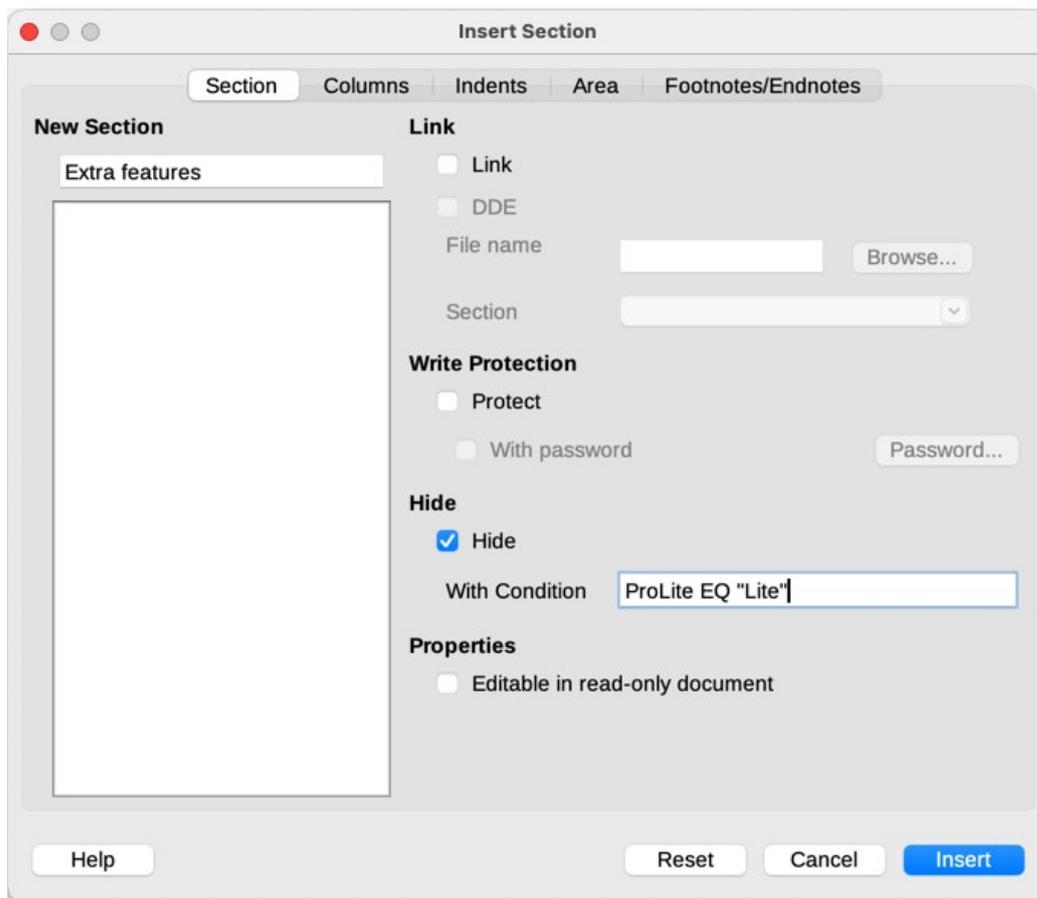 Insert Section
Section Columns Indents Area Footnotes/Endnotes
New Section
Extra features
Link
Link
DDE
File name
Browse...
Section
Write Protection
Protect
With password
Password...
Hide
Hide
With Condition
ProLite EQ "Lite"
Properties
Editable in read-only document
Help
Reset
Cancel
Insert